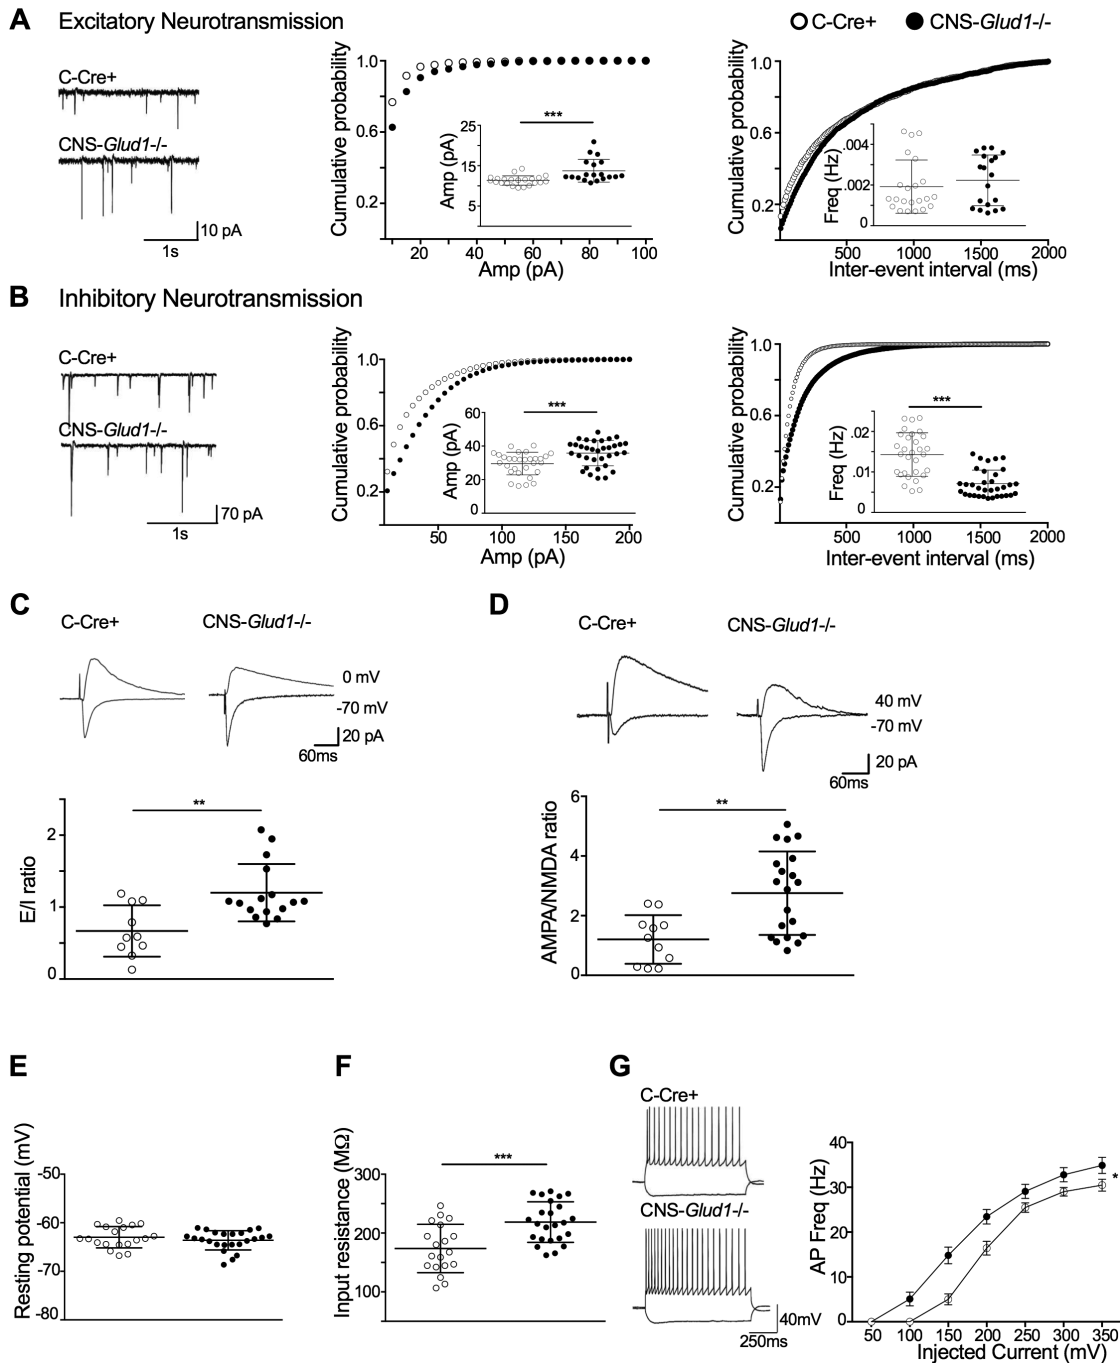 A Excitatory Neurotransmission
C-Cre+ CNS-Glud1-/-
C-Cre+
CNS-Glud1-/-
10 pA
1s
Cumulative probability
1.0
0.6
0.2
20 40 60 80 100
Amp (pA)
***
Amp (pA)
25
15
5
0
Cumulative probability
1.0
0.6
0.2
500 1000 1500 2000
Inter-event interval (ms)
Freq (Hz)
.004
.002
0
B Inhibitory Neurotransmission
C-Cre+
CNS-Glud1-/-
70 pA
1s
Cumulative probability
1.0
0.6
0.2
50 100 150 200
Amp (pA)
***
Amp (pA)
60
40
20
0
Cumulative probability
1.0
0.6
0.2
500 1000 1500 2000
Inter-event interval (ms)
***
Freq (Hz)
.02
.01
0
C
C-Cre+ CNS-Glud1-/-
0 mV
-70 mV
20 pA
60ms
**
E/I ratio
2
1
0
D
C-Cre+ CNS-Glud1-/-
40 mV
-70 mV
20 pA
60ms
**
AMPA/NMDA ratio
6
4
2
0
E
Resting potential (mV)
-50
-60
-70
-80
F
***
Input resistance (MΩ)
300
200
100
G
C-Cre+
CNS-Glud1-/-
40mV
250ms
AP Freq (Hz)
40
30
20
10
0
*
50 100 150 200 250 300 350
Injected Current (mV)